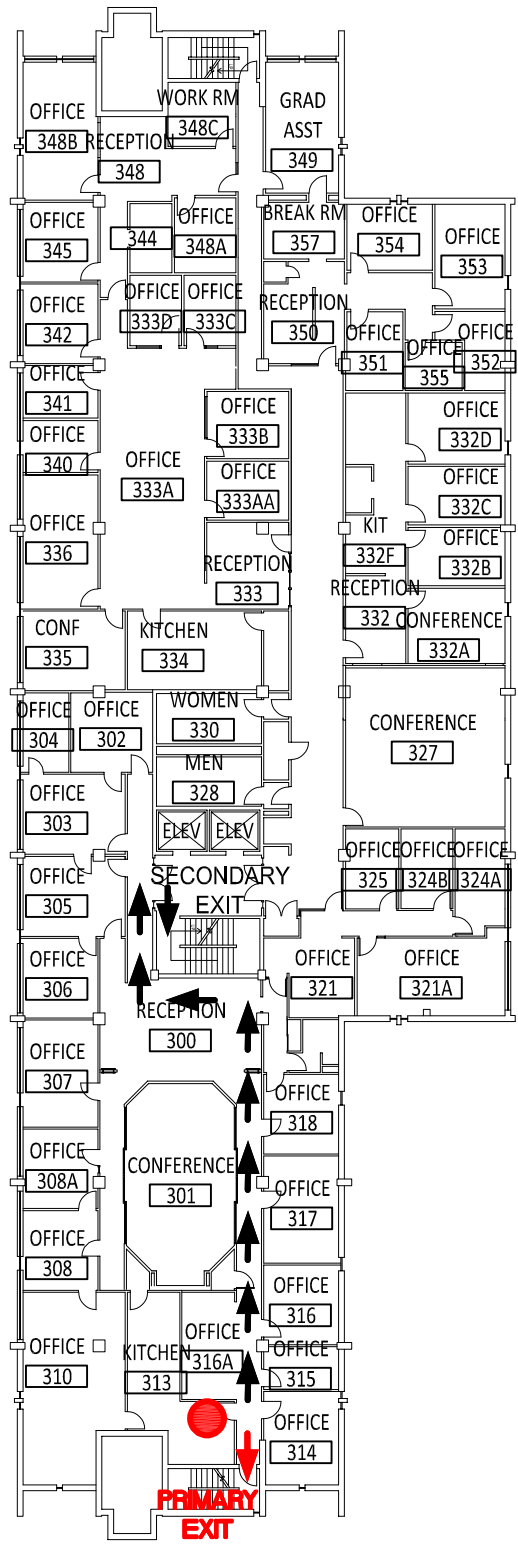 WORK RM
348C
OFFICE
348B
RECEPTION
348
GRAD
ASST
349
OFFICE
345
344
OFFICE
348A
BREAK RM
357
OFFICE
354
OFFICE
353
OFFICE
342
OFFICE
333D
OFFICE
333C
RECEPTION
350
OFFICE
351
OFFICE
355
OFFICE
352
OFFICE
341
OFFICE
340
OFFICE
333B
OFFICE
332D
OFFICE
333A
OFFICE
333AA
OFFICE
332C
OFFICE
336
KIT
332F
OFFICE
332B
RECEPTION
333
RECEPTION
332
CONFERENCE
332A
CONF
335
KITCHEN
334
OFFICE
304
OFFICE
302
WOMEN
330
CONFERENCE
327
MEN
328
OFFICE
303
ELEV
ELEV
OFFICE
325
OFFICE
324B
OFFICE
324A
OFFICE
305
SECONDARY
EXIT
OFFICE
306
OFFICE
321
OFFICE
321A
RECEPTION
300
OFFICE
307
OFFICE
318
OFFICE
308A
CONFERENCE
301
OFFICE
317
OFFICE
308
OFFICE
316
OFFICE
310
KITCHEN
313
OFFICE
316A
OFFICE
315
OFFICE
314
PRIMARY
EXIT